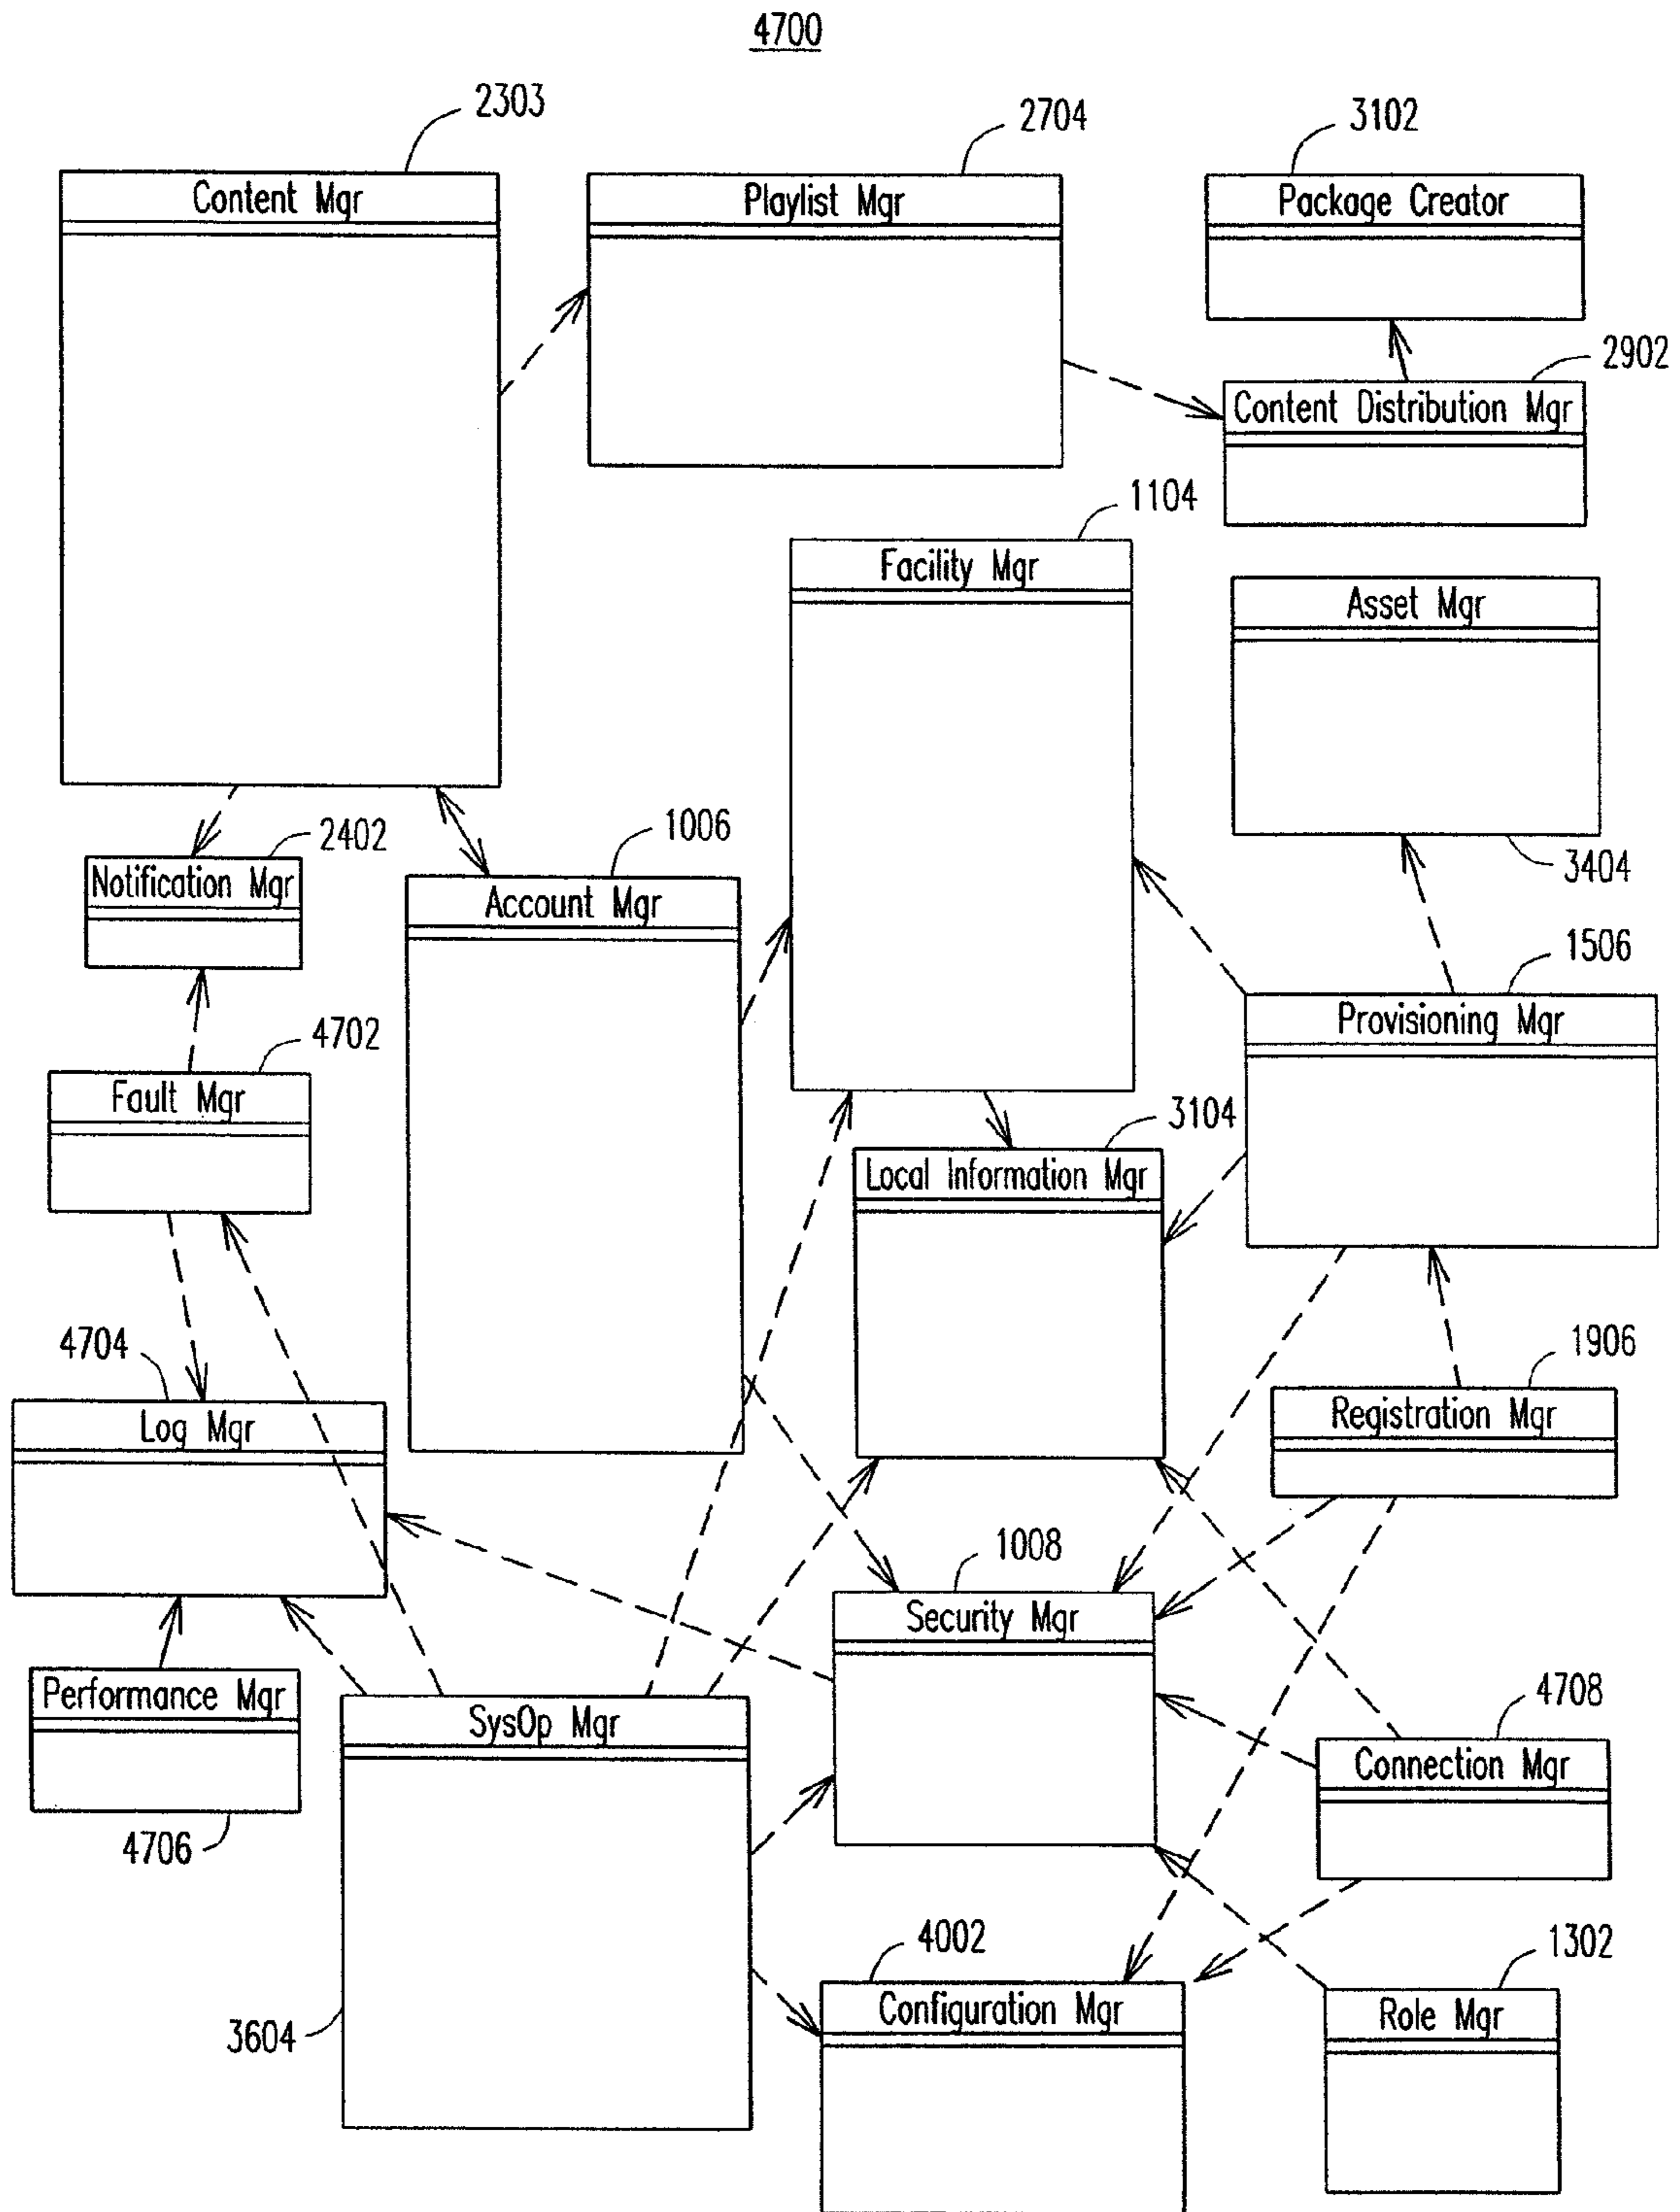 4700
2303
2704
3102
Content Mgr
Playlist Mgr
Package Creator
2902
Content Distribution Mgr
1104
Facility Mgr
Asset Mgr
3404
2402
Notification Mgr
1006
Account Mgr
1506
Provisioning Mgr
4702
Fault Mgr
3104
Local Information Mgr
4704
Log Mgr
1906
Registration Mgr
1008
Security Mgr
Performance Mgr
4706
SysOp Mgr
3604
4708
Connection Mgr
4002
Configuration Mgr
1302
Role Mgr